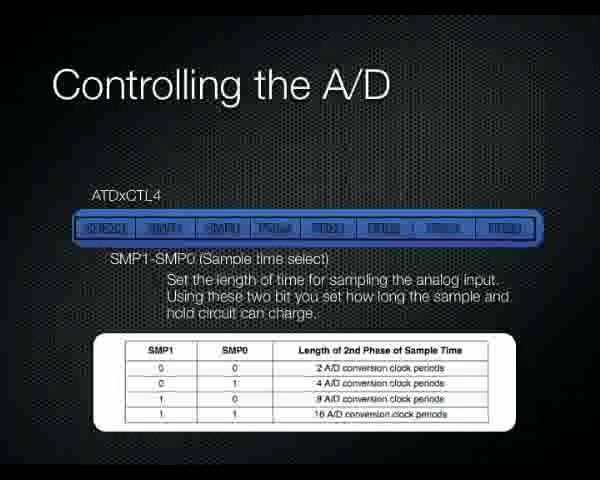 Controlling the A/D
ATDxCTL4
SMP1 SMP0
SMP1-SMP0 (Sample time select)
Set the length of time for sampling the analog input.
Using these two bit you set how long the sample and
hold circuit can charge.
SMP1 SMP0 Length of 2nd Phase of Sample Time
0 0 2 A/D conversion clock periods
0 1 4 A/D conversion clock periods
1 0 8 A/D conversion clock periods
1 1 16 A/D conversion clock periods